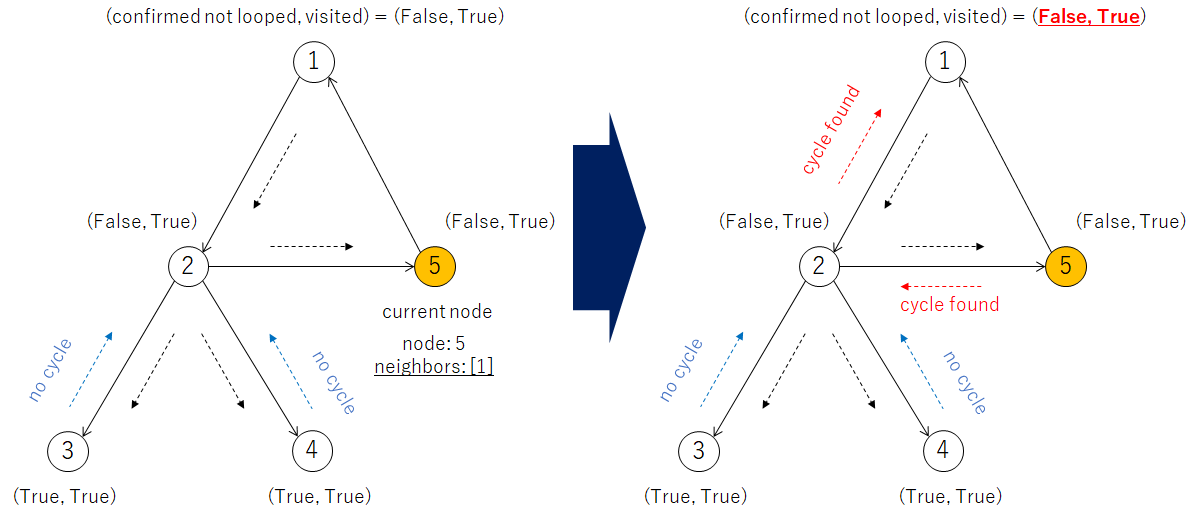 (confirmed not looped, visited) = (False, True)
1
(False, True)
(False, True)
2
5
current node
node: 5
neighbors: [1]
no cycle
no cycle
3
4
(True, True)
(True, True)
(confirmed not looped, visited) = (False, True)
1
cycle found
(False, True)
(False, True)
2
5
cycle found
no cycle
no cycle
3
4
(True, True)
(True, True)